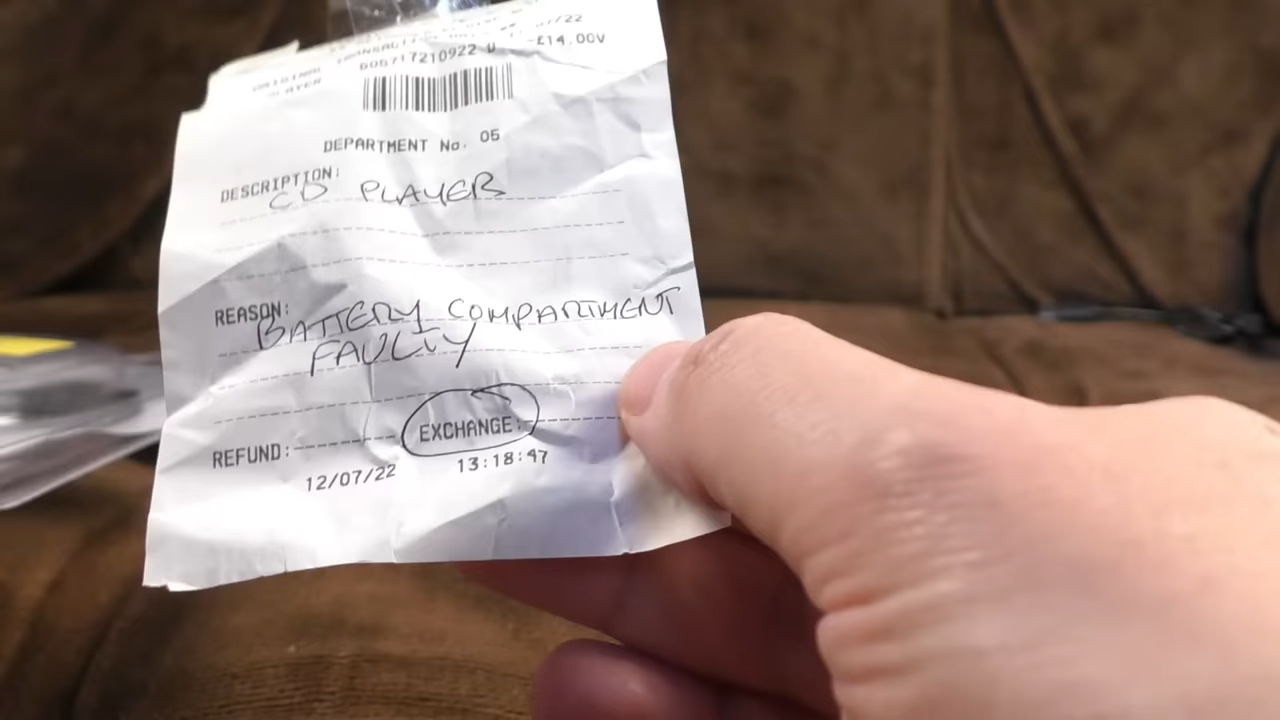 -£14.00V
006717210922
DEPARTMENT No. 05
DESCRIPTION:
CD PLAYER
REASON:
BATTERY COMPARTMENT
FAULTY
REFUND: EXCHANGE:
12/07/22 13:18:47